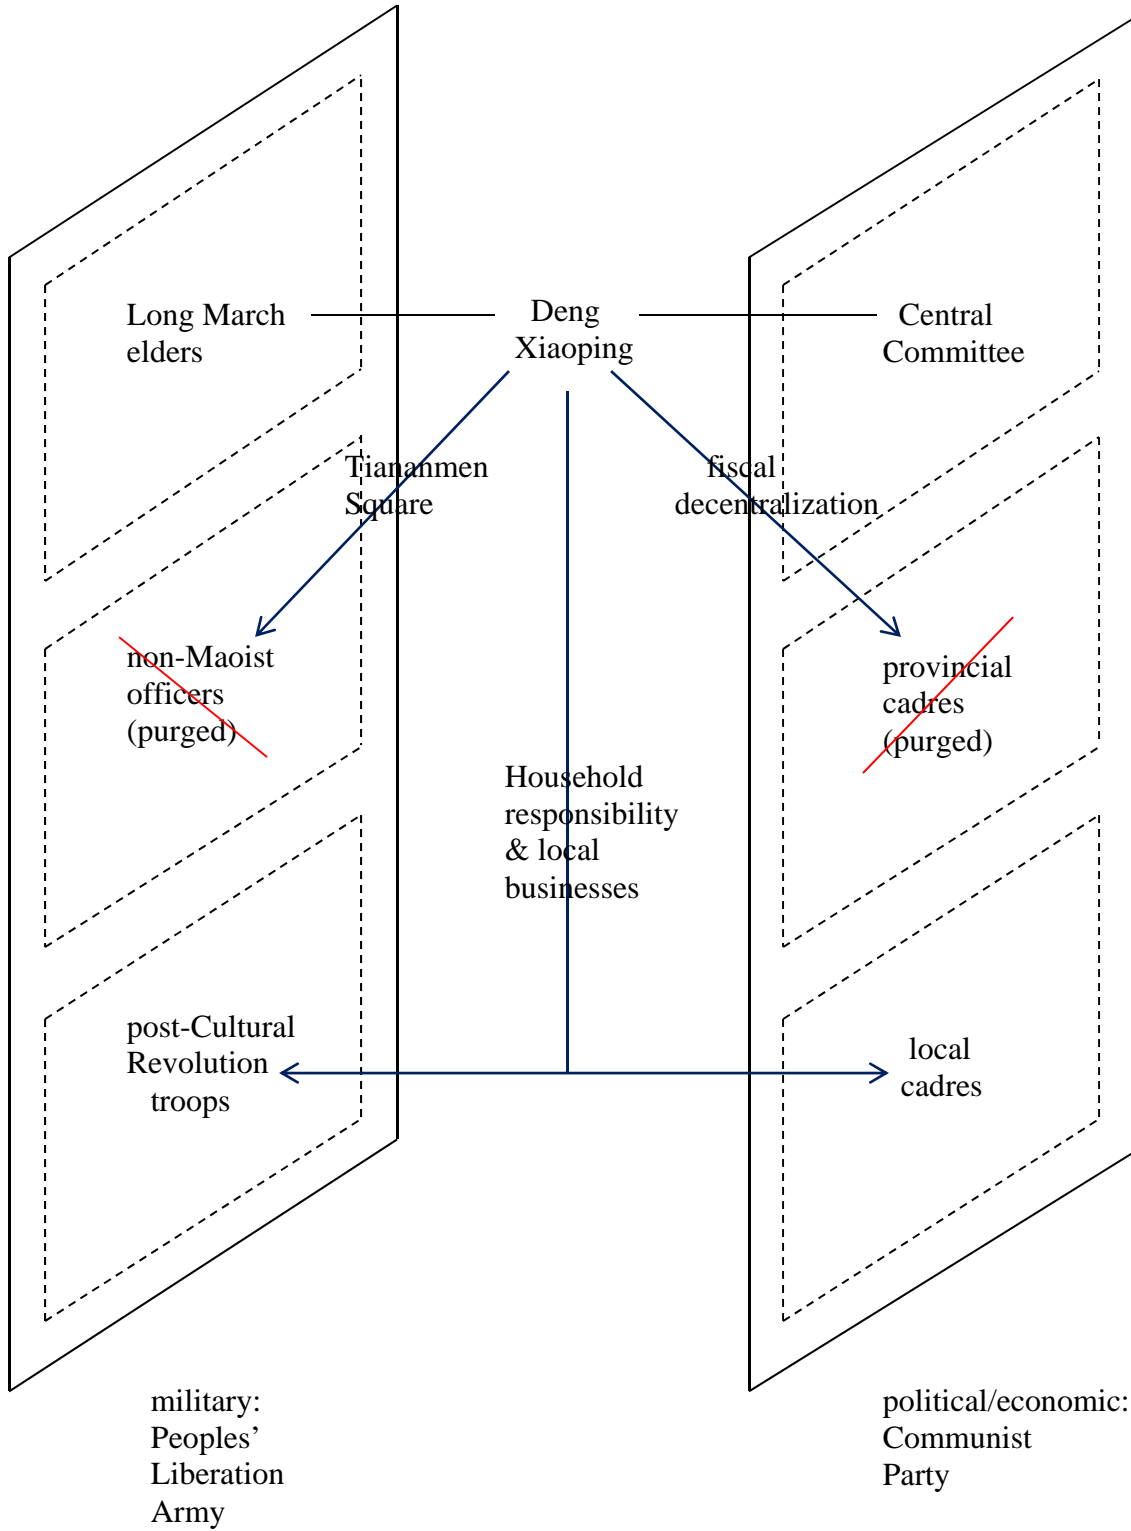 Long March
elders
Deng
Xiaoping
Central
Committee
Tiananmen
Square
fiscal
decentralization
non-Maoist
officers
(purged)
provincial
cadres
(purged)
Household
responsibility
& local
businesses
post-Cultural
Revolution
troops
local
cadres
military:
Peoples’
Liberation
Army
political/economic:
Communist
Party